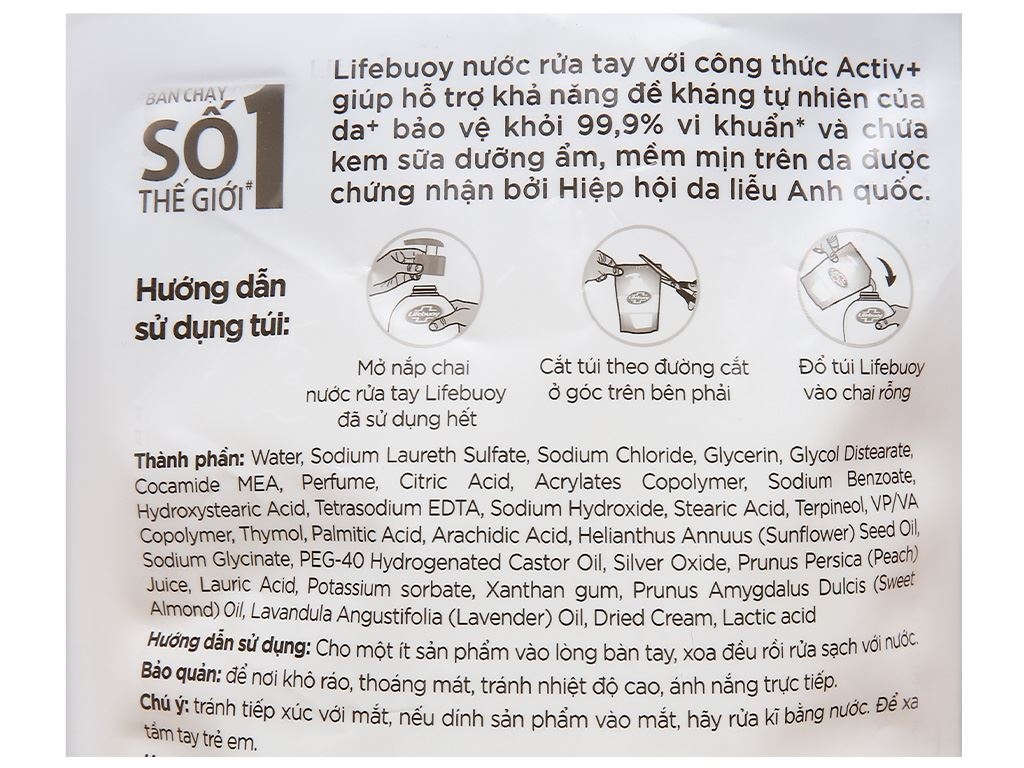 BÁN CHẠY
SỐ 1
THẾ GIỚI#
Lifebuoy nước rửa tay với công thức Activ+
giúp hỗ trợ khả năng đề kháng tự nhiên của
da+ bảo vệ khỏi 99,9% vi khuẩn* và chứa
kem sữa dưỡng ẩm, mềm mịn trên da được
chứng nhận bởi Hiệp hội da liễu Anh quốc.
Hướng dẫn
sử dụng túi:
Lifebuoy
Mở nắp chai
nước rửa tay Lifebuoy
đã sử dụng hết
Cắt túi theo đường cắt
ở góc trên bên phải
Đổ túi Lifebuoy
vào chai rỗng
Thành phần: Water, Sodium Laureth Sulfate, Sodium Chloride, Glycerin, Glycol Distearate,
Cocamide MEA, Perfume, Citric Acid, Acrylates Copolymer, Sodium Benzoate,
Hydroxystearic Acid, Tetrasodium EDTA, Sodium Hydroxide, Stearic Acid, Terpineol, VP/VA
Copolymer, Thymol, Palmitic Acid, Arachidic Acid, Helianthus Annuus (Sunflower) Seed Oil,
Sodium Glycinate, PEG-40 Hydrogenated Castor Oil, Silver Oxide, Prunus Persica (Peach)
Juice, Lauric Acid, Potassium sorbate, Xanthan gum, Prunus Amygdalus Dulcis (Sweet
Almond) Oil, Lavandula Angustifolia (Lavender) Oil, Dried Cream, Lactic acid
Hướng dẫn sử dụng: Cho một ít sản phẩm vào lòng bàn tay, xoa đều rồi rửa sạch với nước.
Bảo quản: để nơi khô ráo, thoáng mát, tránh nhiệt độ cao, ánh nắng trực tiếp.
Chú ý: tránh tiếp xúc với mắt, nếu dính sản phẩm vào mắt, hãy rửa kĩ bằng nước. Để xa
tầm tay trẻ em.